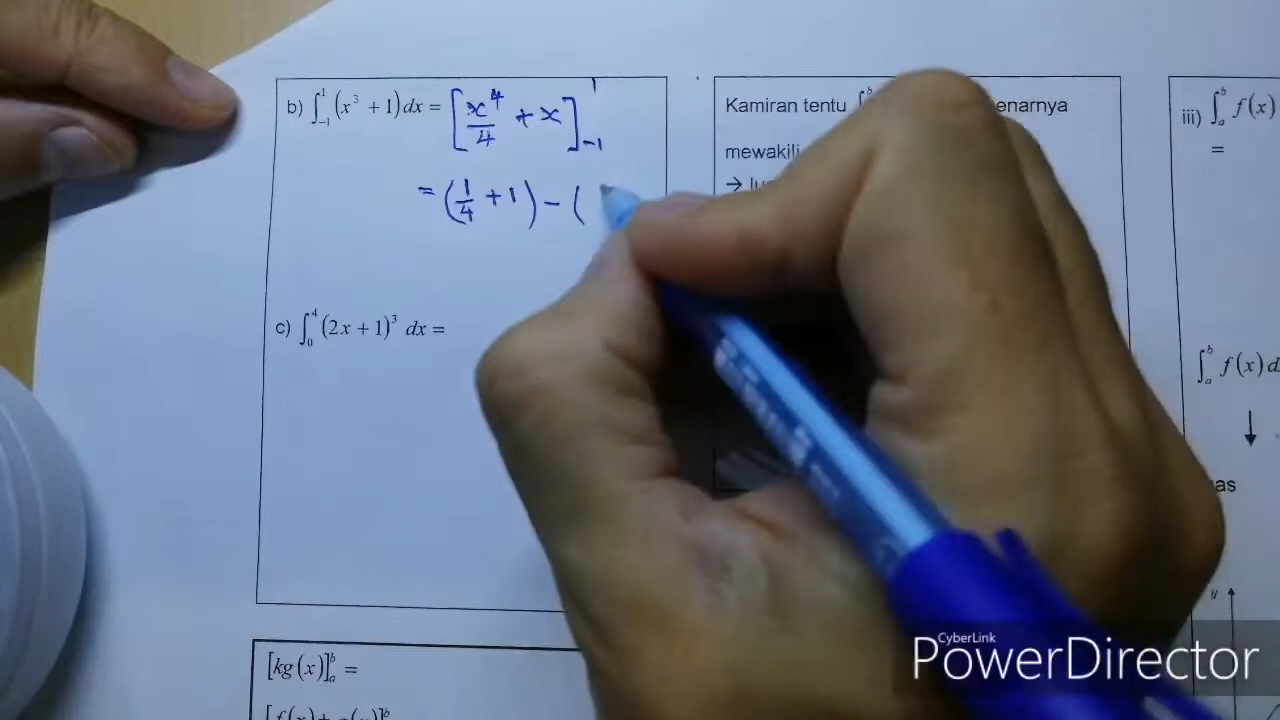 b) ∫₋₁¹ (x³ + 1) dx = [x⁴/4 + x]₋₁¹
= (1/4 + 1) − (
c) ∫₀⁴ (2x + 1)³ dx =
[kg(x)]ₐᵇ =
Kamiran tentu ∫ᵇ enarnya
mewakili
→
iii) ∫ₐᵇ f(x)
=
∫ₐᵇ f(x) d
↓
as
y
CyberLink
PowerDirector